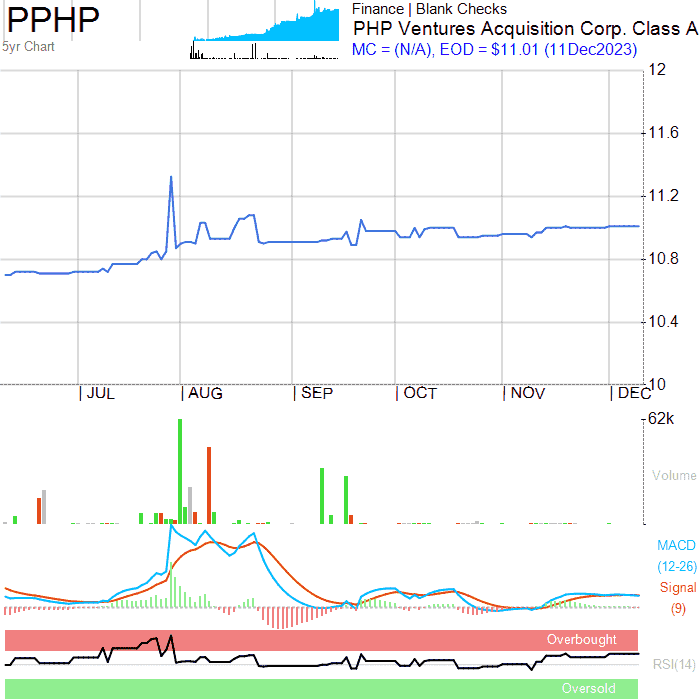 PPHP
5yr Chart
Finance | Blank Checks
PHP Ventures Acquisition Corp. Class A
MC = (N/A), EOD = $11.01 (11Dec2023)
12
11.6
11.2
10.8
10.4
10
| JUL | AUG | SEP | OCT | NOV | DEC
62k
Volume
MACD
(12-26)
Signal
(9)
Overbought
RSI(14)
Oversold